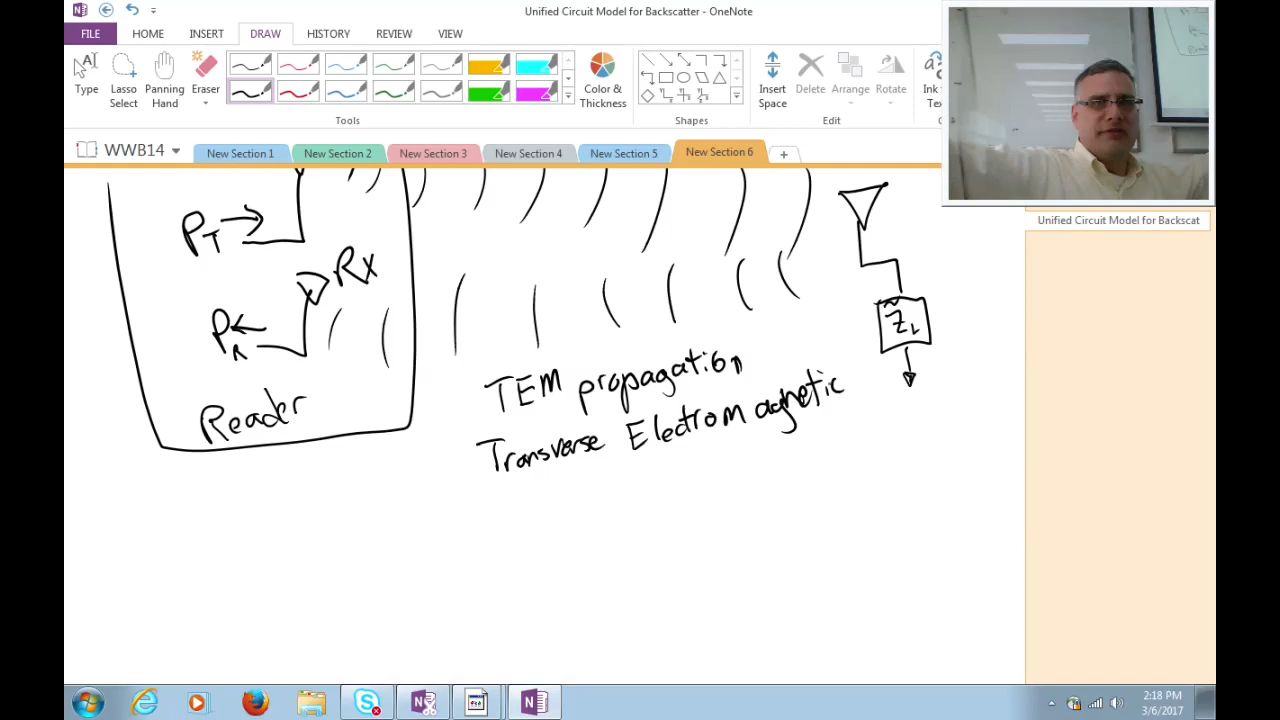 Unified Circuit Model for Backscatter - OneNote
FILE HOME INSERT DRAW HISTORY REVIEW VIEW
Type
Lasso Select
Panning Hand
Eraser
Color & Thickness
Insert Space
Delete
Arrange
Rotate
Ink to Tex
Tools
Shapes
Edit
WWB14
New Section 1
New Section 2
New Section 3
New Section 4
New Section 5
New Section 6
Unified Circuit Model for Backscat
PT
Rx
PR
ZL
Reader
TEM propagation
Transverse Electromagnetic
2:18 PM
3/6/2017